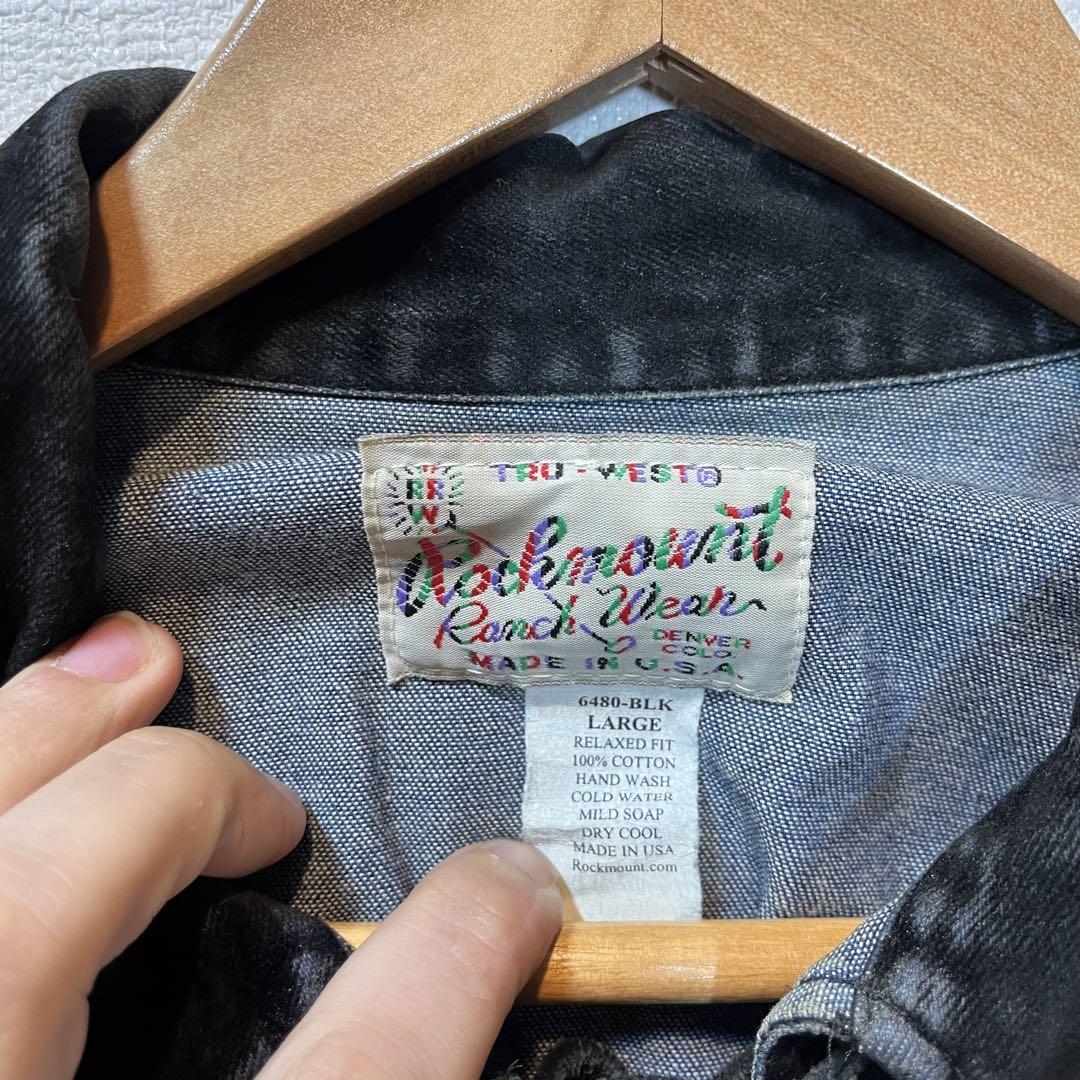 TRU-WEST®
RR
W
Rockmount
Ranch Wear
DENVER
COLO.
MADE IN U.S.A.
6480-BLK
LARGE
RELAXED FIT
100% COTTON
HAND WASH
COLD WATER
MILD SOAP
DRY COOL
MADE IN USA
Rockmount.com